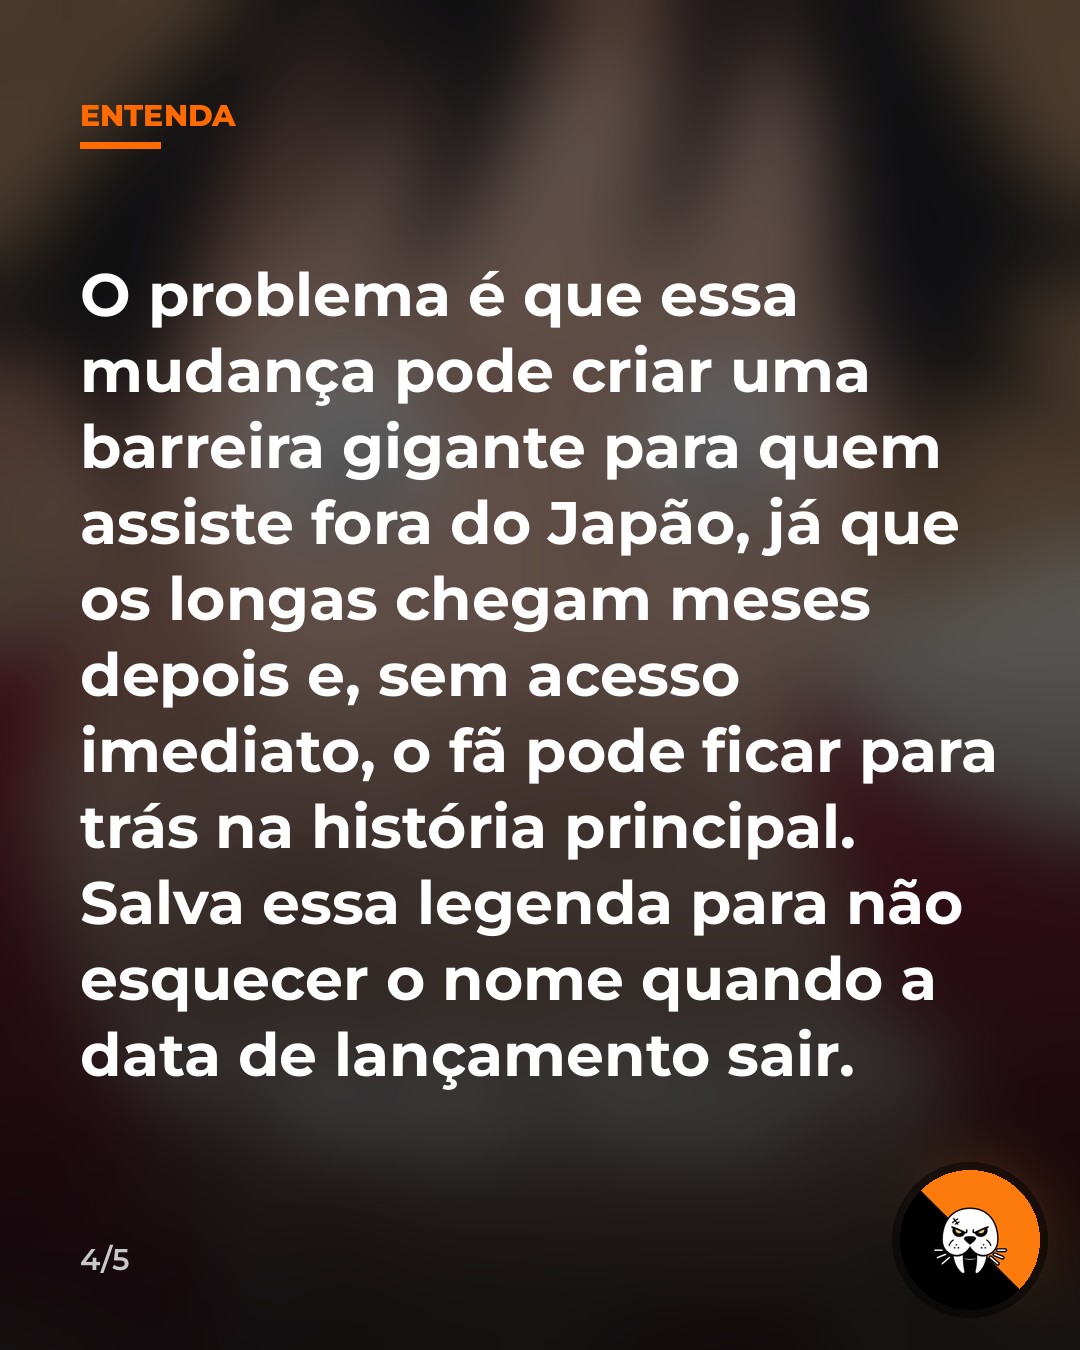 ENTENDA
O problema é que essa
mudança pode criar uma
barreira gigante para quem
assiste fora do Japão, já que
os longas chegam meses
depois e, sem acesso
imediato, o fã pode ficar para
trás na história principal.
Salva essa legenda para não
esquecer o nome quando a
data de lançamento sair.
4/5